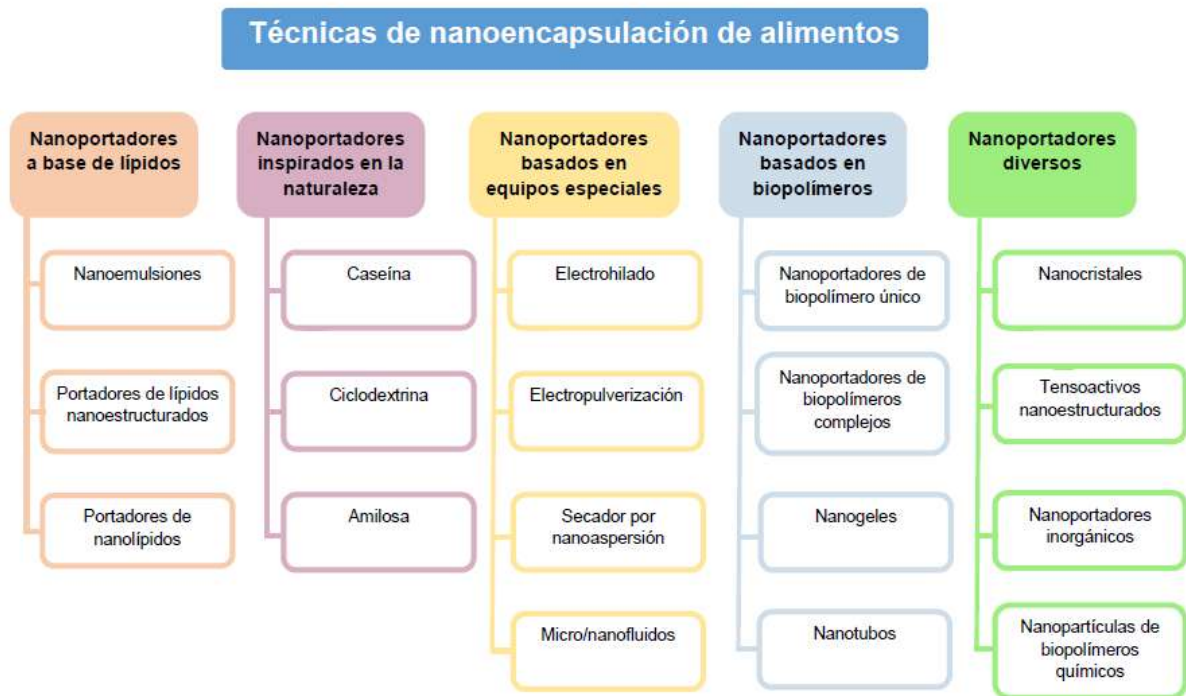 Técnicas de nanoencapsulación de alimentos
Nanoportadores
a base de lípidos
Nanoemulsiones
Portadores de lípidos
nanoestructurados
Portadores de
nanolípidos
Nanoportadores
inspirados en la
naturaleza
Caseína
Ciclodextrina
Amilosa
Nanoportadores
basados en
equipos especiales
Electrohilado
Electropulverización
Secador por
nanoaspersión
Micro/nanofluidos
Nanoportadores
basados en
biopolímeros
Nanoportadores de
biopolímero único
Nanoportadores de
biopolímeros
complejos
Nanogeles
Nanotubos
Nanoportadores
diversos
Nanocristales
Tensoactivos
nanoestructurados
Nanoportadores
inorgánicos
Nanopartículas de
biopolímeros
químicos